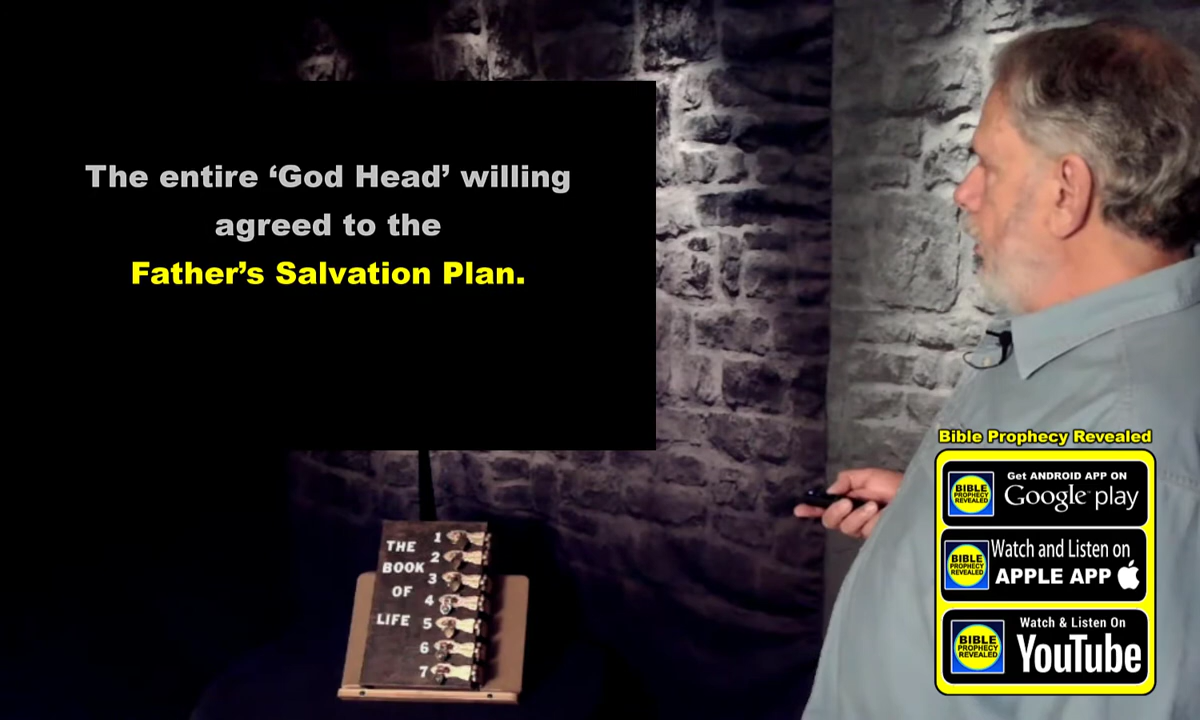 The entire ‘God Head’ willing
agreed to the
Father’s Salvation Plan.
Bible Prophecy Revealed
BIBLE
PROPHECY
REVEALED
Get ANDROID APP ON
Google play
BIBLE
PROPHECY
REVEALED
Watch and Listen on
APPLE APP
BIBLE
PROPHECY
REVEALED
Watch & Listen On
YouTube
THE
BOOK
OF
LIFE
1
2
3
4
5
6
7